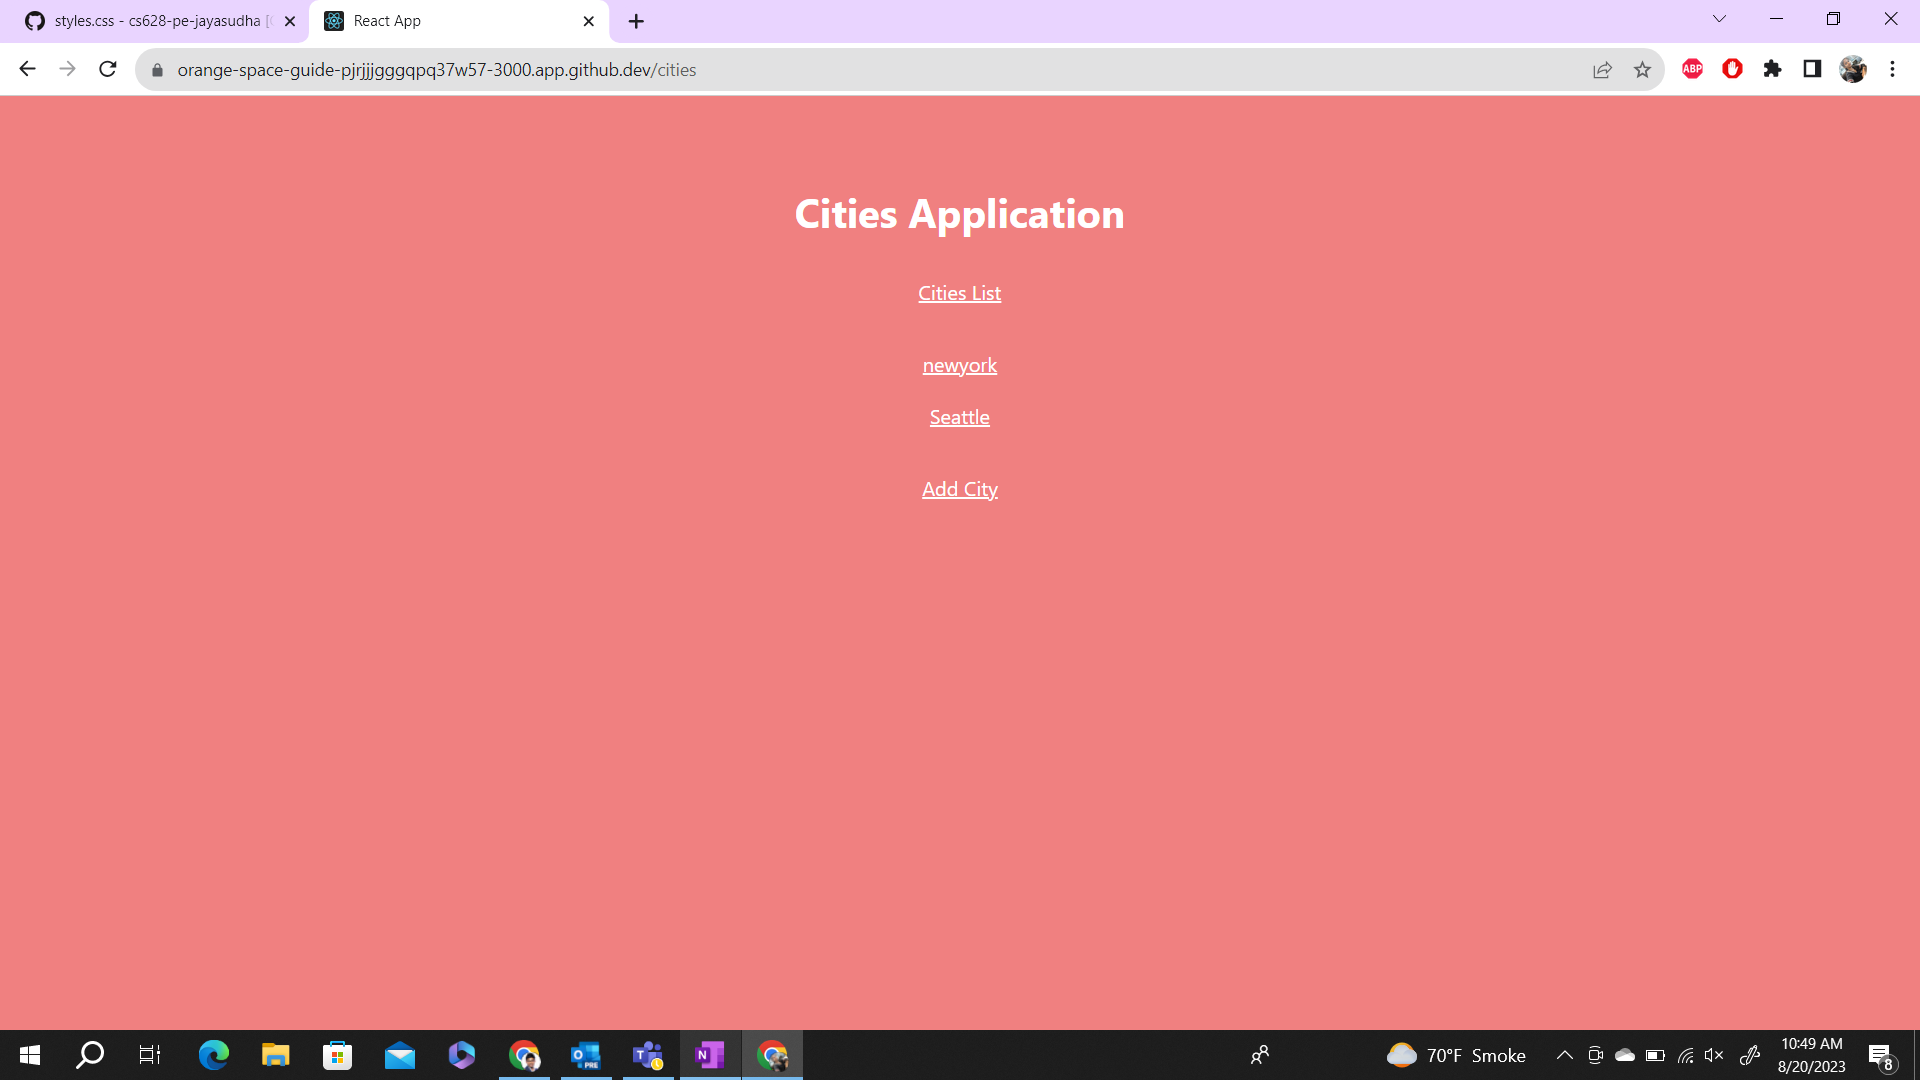 styles.css - cs628-pe-jayasudha
React App
orange-space-guide-pjrjjjgggqpq37w57-3000.app.github.dev/cities
ABP
Cities Application
Cities List
newyork
Seattle
Add City
70°F Smoke
10:49 AM
8/20/2023
8